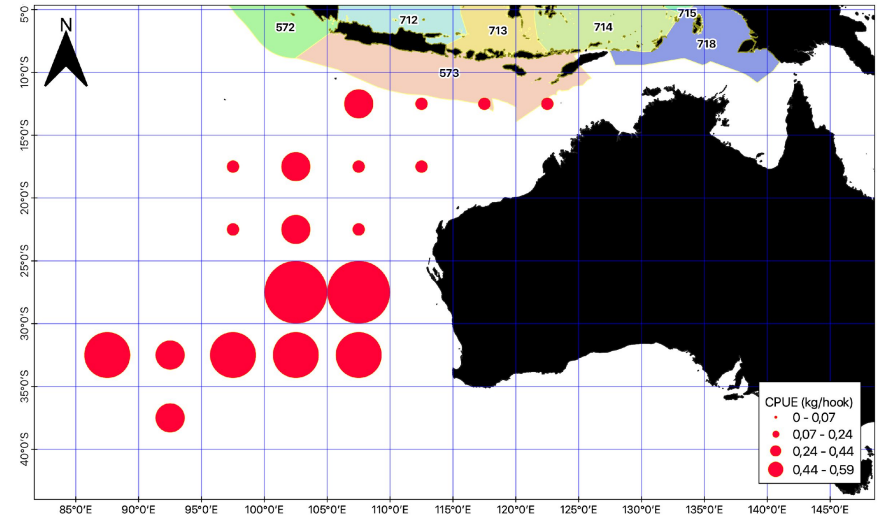 N
572
712
713
714
715
718
573
5°0
10°0'S
15°0'S
20°0'S
25°0'S
30°0'S
35°0'S
40°0'S
CPUE (kg/hook)
0 - 0,07
0,07 - 0,24
0,24 - 0,44
0,44 - 0,59
85°0'E
90°0'E
95°0'E
100°0'E
105°0'E
110°0'E
115°0'E
120°0'E
125°0'E
130°0'E
135°0'E
140°0'E
145°0'E